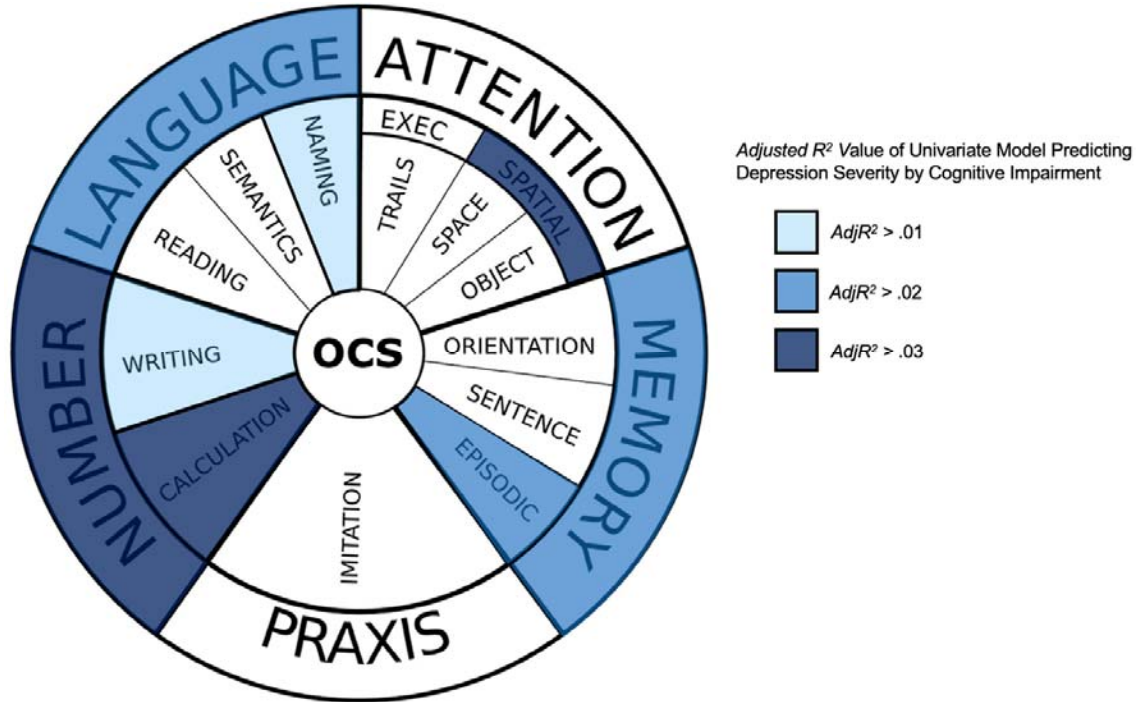 LANGUAGE
ATTENTION
NUMBER
MEMORY
PRAXIS
NAMING
SEMANTICS
READING
WRITING
CALCULATION
IMITATION
EPISODIC
SENTENCE
ORIENTATION
EXEC
TRAILS
SPATIAL
SPACE
OBJECT
OCS
Adjusted R² Value of Univariate Model Predicting
Depression Severity by Cognitive Impairment
AdjR² > .01
AdjR² > .02
AdjR² > .03